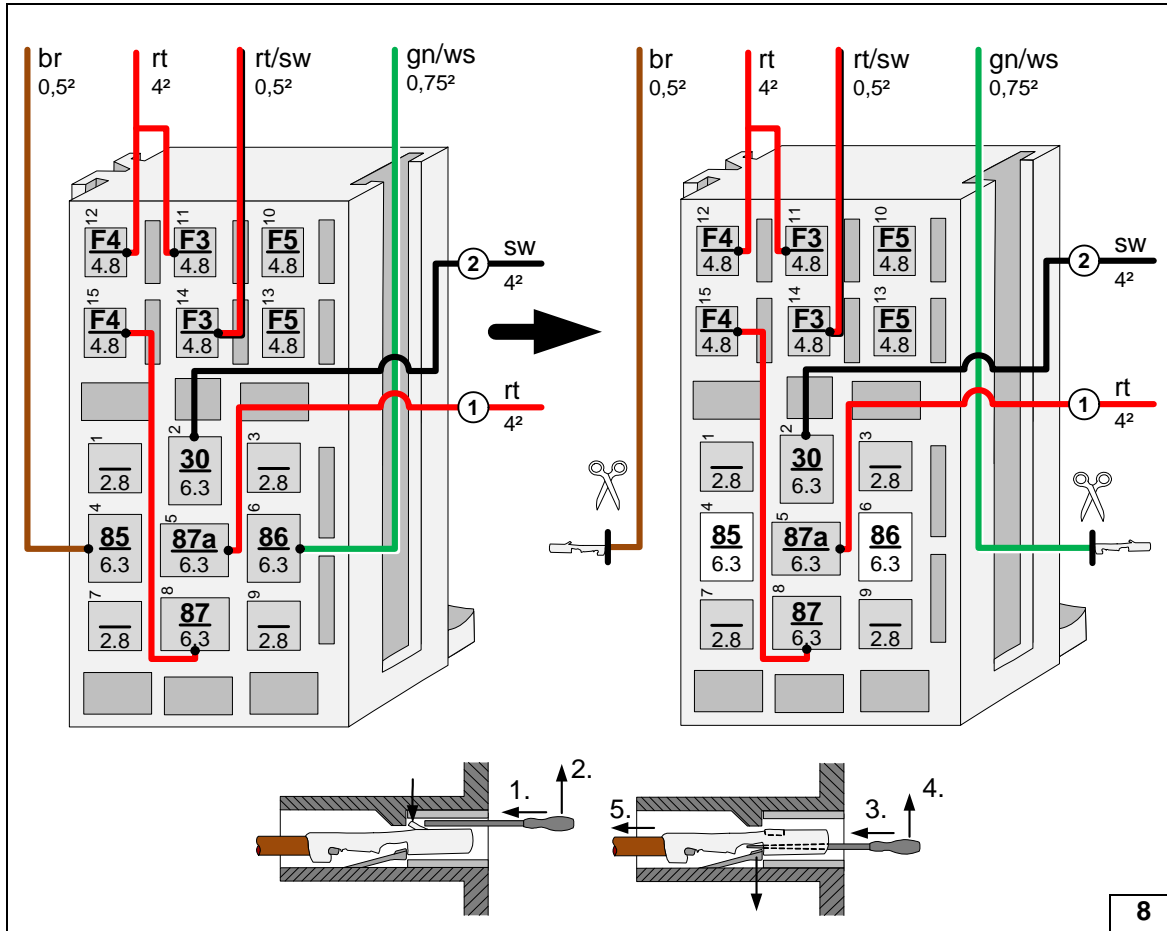 br rt rt/sw gn/ws
0,5² 4² 0,5² 0,75²
12 11 10
F4 F3 F5
4.8 4.8 4.8
2 sw
4²
15 14 13
F4 F3 F5
4.8 4.8 4.8
1 rt
4²
1 2 3
30
2.8 6.3 2.8
4 5 6
85 87a 86
6.3 6.3 6.3
7 8 9
87
2.8 6.3 2.8
br rt rt/sw gn/ws
0,5² 4² 0,5² 0,75²
12 11 10
F4 F3 F5
4.8 4.8 4.8
2 sw
4²
15 14 13
F4 F3 F5
4.8 4.8 4.8
1 rt
4²
1 2 3
30
2.8 6.3 2.8
4 5 6
85 87a 86
6.3 6.3 6.3
7 8 9
87
2.8 6.3 2.8
1. 2.
5. 3. 4.
8